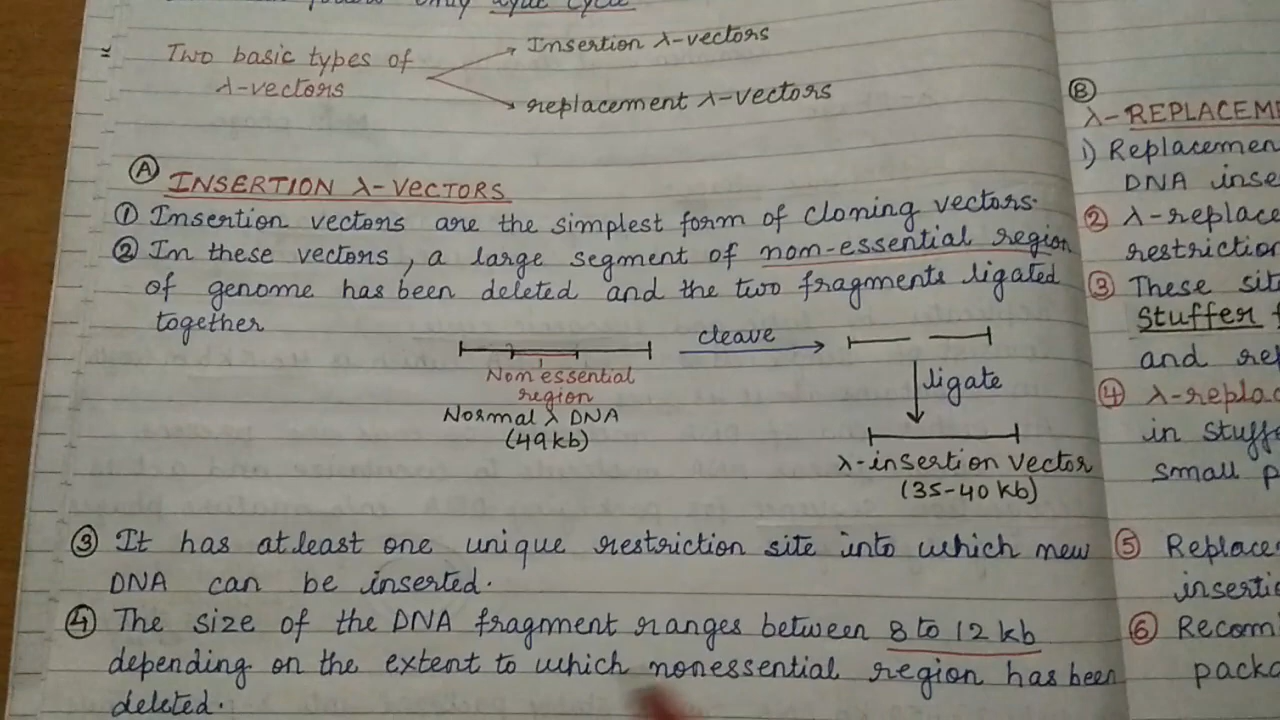 only lytic cycle
Two basic types of
λ-vectors
Insertion λ-vectors
replacement λ-vectors
Ⓐ INSERTION λ-VECTORS
① Insertion vectors are the simplest form of cloning vectors.
② In these vectors, a large segment of non-essential region
of genome has been deleted and the two fragments ligated
together
cleave
Non essential
region
Normal λ DNA
(49kb)
ligate
λ-insertion vector
(35-40 kb)
③ It has atleast one unique restriction site into which new
DNA can be inserted.
④ The size of the DNA fragment ranges between 8 to 12 kb
depending on the extent to which nonessential region has been
deleted.
Ⓑ
λ-REPLACEM
1) Replacemen
DNA inse
② λ-replace
restriction
③ These sit
Stuffer f
and rep
④ λ-replac
in stuff
small p
⑤ Replace
insertio
⑥ Recom
packa